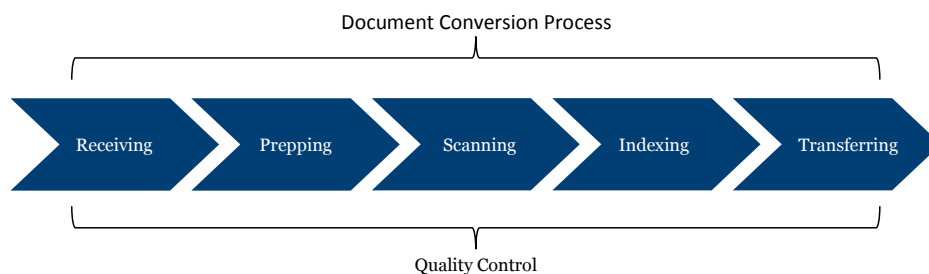 Document Conversion Process
Receiving
Prepping
Scanning
Indexing
Transferring
Quality Control